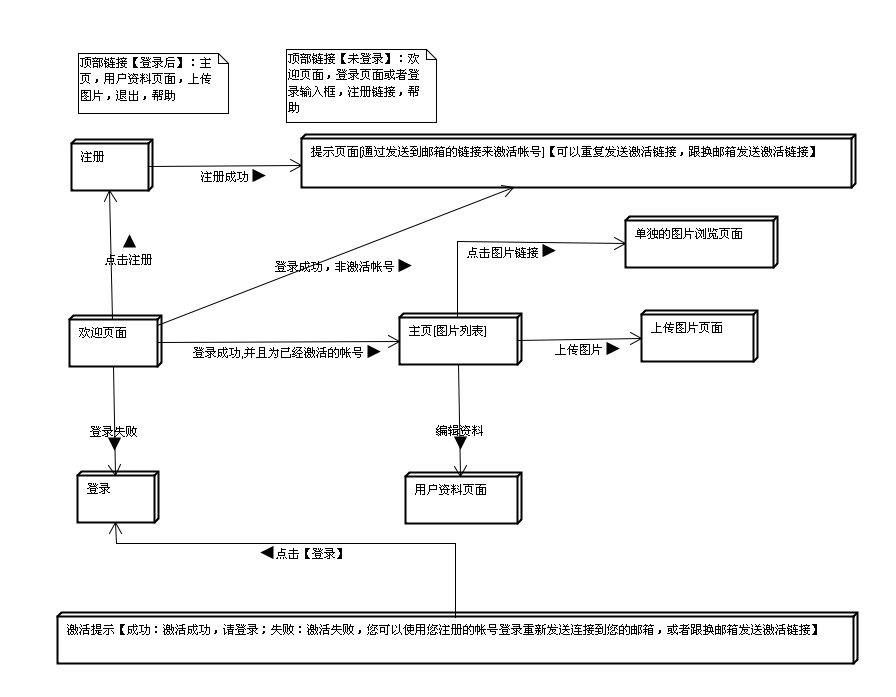 顶部链接【登录后】：主
页，用户资料页面，上传
图片，退出，帮助
顶部链接【未登录】：欢
迎页面，登录页面或者登
录输入框，注册链接，帮
助
注册
提示页面[通过发送到邮箱的链接来激活帐号]【可以重复发送激活链接，跟换邮箱发送激活链接】
注册成功
单独的图片浏览页面
点击图片链接
点击注册
登录成功，非激活帐号
欢迎页面
主页[图片列表]
上传图片页面
登录成功,并且为已经激活的帐号
上传图片
登录失败
编辑资料
登录
用户资料页面
点击【登录】
激活提示【成功：激活成功，请登录；失败：激活失败，您可以使用您注册的帐号登录重新发送连接到您的邮箱，或者跟换邮箱发送激活链接】